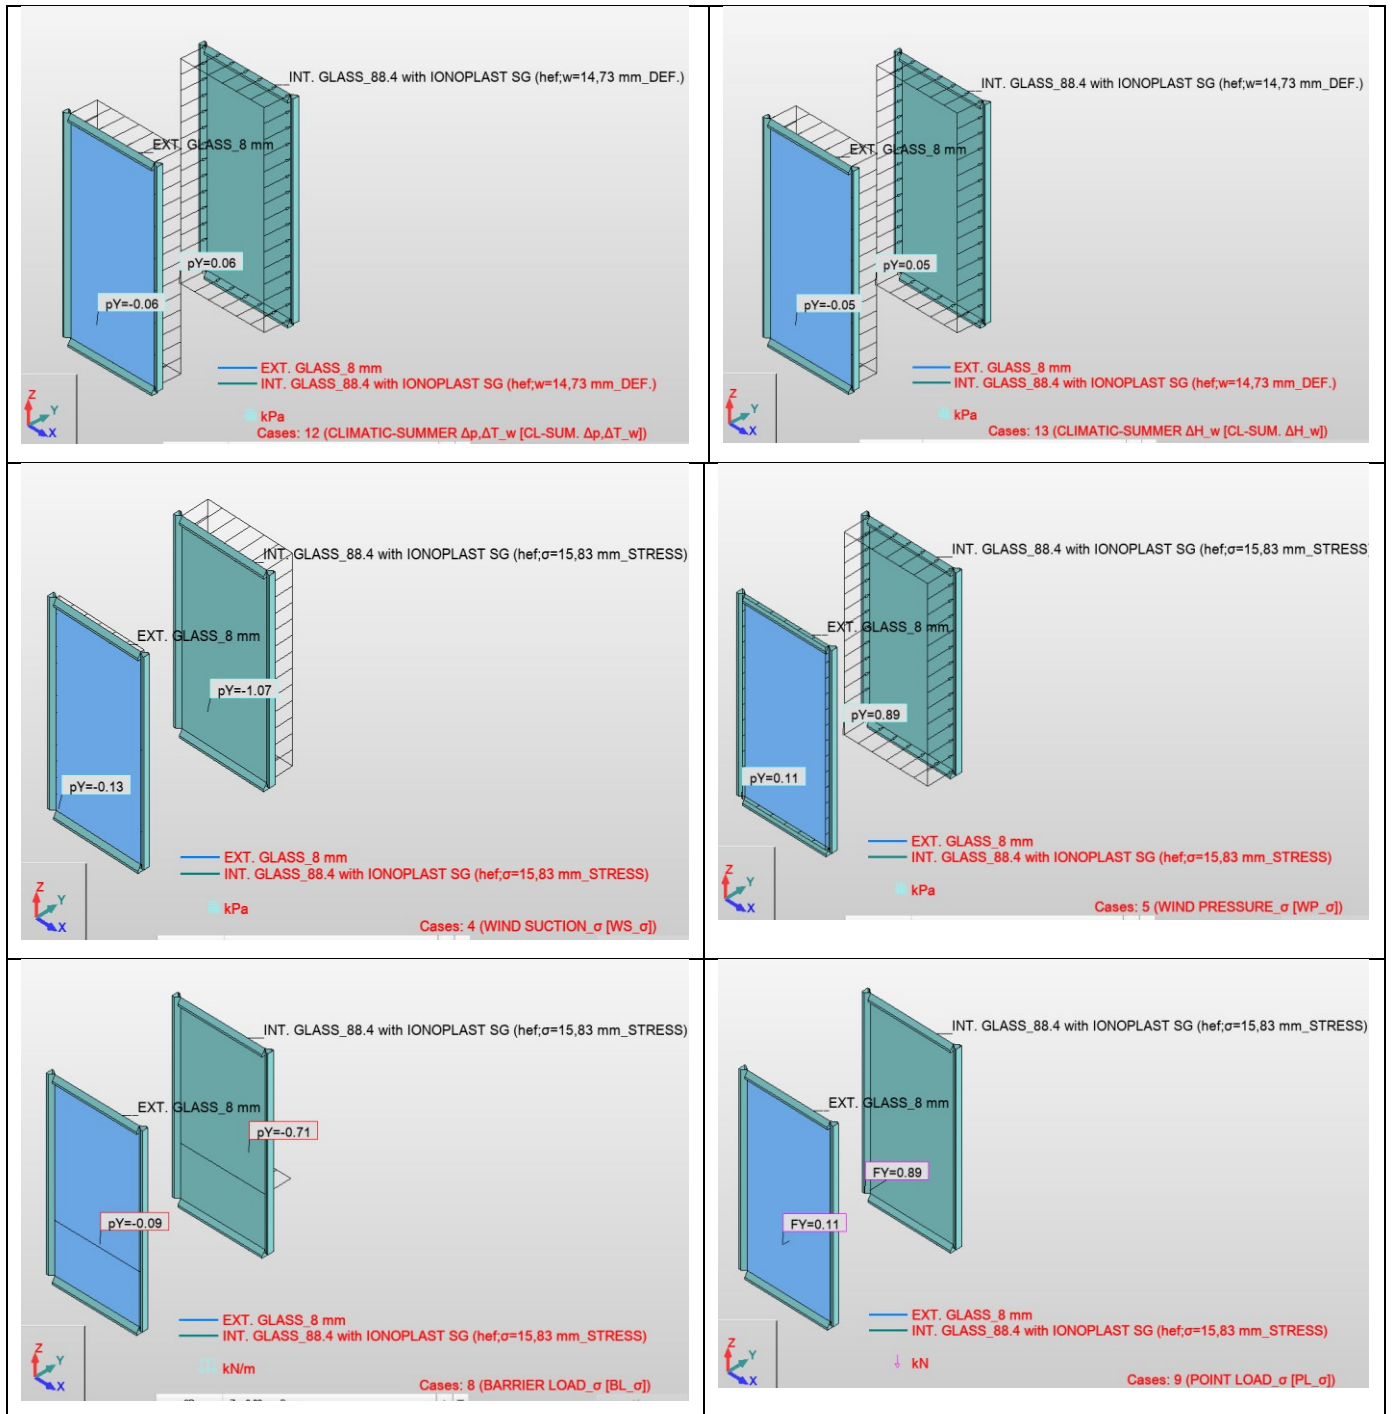 INT. GLASS_88.4 with IONOPLAST SG (hef;w=14,73 mm_DEF.)
EXT. GLASS_8 mm
pY=0.06
pY=-0.06
EXT. GLASS_8 mm
INT. GLASS_88.4 with IONOPLAST SG (hef;w=14,73 mm_DEF.)
Z
Y
X
kPa
Cases: 12 (CLIMATIC-SUMMER Δp,ΔT_w [CL-SUM. Δp,ΔT_w])
INT. GLASS_88.4 with IONOPLAST SG (hef;w=14,73 mm_DEF.)
EXT. GLASS_8 mm
pY=0.05
pY=-0.05
EXT. GLASS_8 mm
INT. GLASS_88.4 with IONOPLAST SG (hef;w=14,73 mm_DEF.)
Z
Y
X
kPa
Cases: 13 (CLIMATIC-SUMMER ΔH_w [CL-SUM. ΔH_w])
INT. GLASS_88.4 with IONOPLAST SG (hef;σ=15,83 mm_STRESS)
EXT. GLASS_8 mm
pY=-1.07
pY=-0.13
EXT. GLASS_8 mm
INT. GLASS_88.4 with IONOPLAST SG (hef;σ=15,83 mm_STRESS)
Z
Y
X
kPa
Cases: 4 (WIND SUCTION_σ [WS_σ])
INT. GLASS_88.4 with IONOPLAST SG (hef;σ=15,83 mm_STRESS)
EXT. GLASS_8 mm
pY=0.89
pY=0.11
EXT. GLASS_8 mm
INT. GLASS_88.4 with IONOPLAST SG (hef;σ=15,83 mm_STRESS)
Z
Y
X
kPa
Cases: 5 (WIND PRESSURE_σ [WP_σ])
INT. GLASS_88.4 with IONOPLAST SG (hef;σ=15,83 mm_STRESS)
EXT. GLASS_8 mm
pY=-0.71
pY=-0.09
EXT. GLASS_8 mm
INT. GLASS_88.4 with IONOPLAST SG (hef;σ=15,83 mm_STRESS)
Z
Y
X
kN/m
Cases: 8 (BARRIER LOAD_σ [BL_σ])
INT. GLASS_88.4 with IONOPLAST SG (hef;σ=15,83 mm_STRESS)
EXT. GLASS_8 mm
FY=0.89
FY=0.11
EXT. GLASS_8 mm
INT. GLASS_88.4 with IONOPLAST SG (hef;σ=15,83 mm_STRESS)
Z
Y
X
kN
Cases: 9 (POINT LOAD_σ [PL_σ])